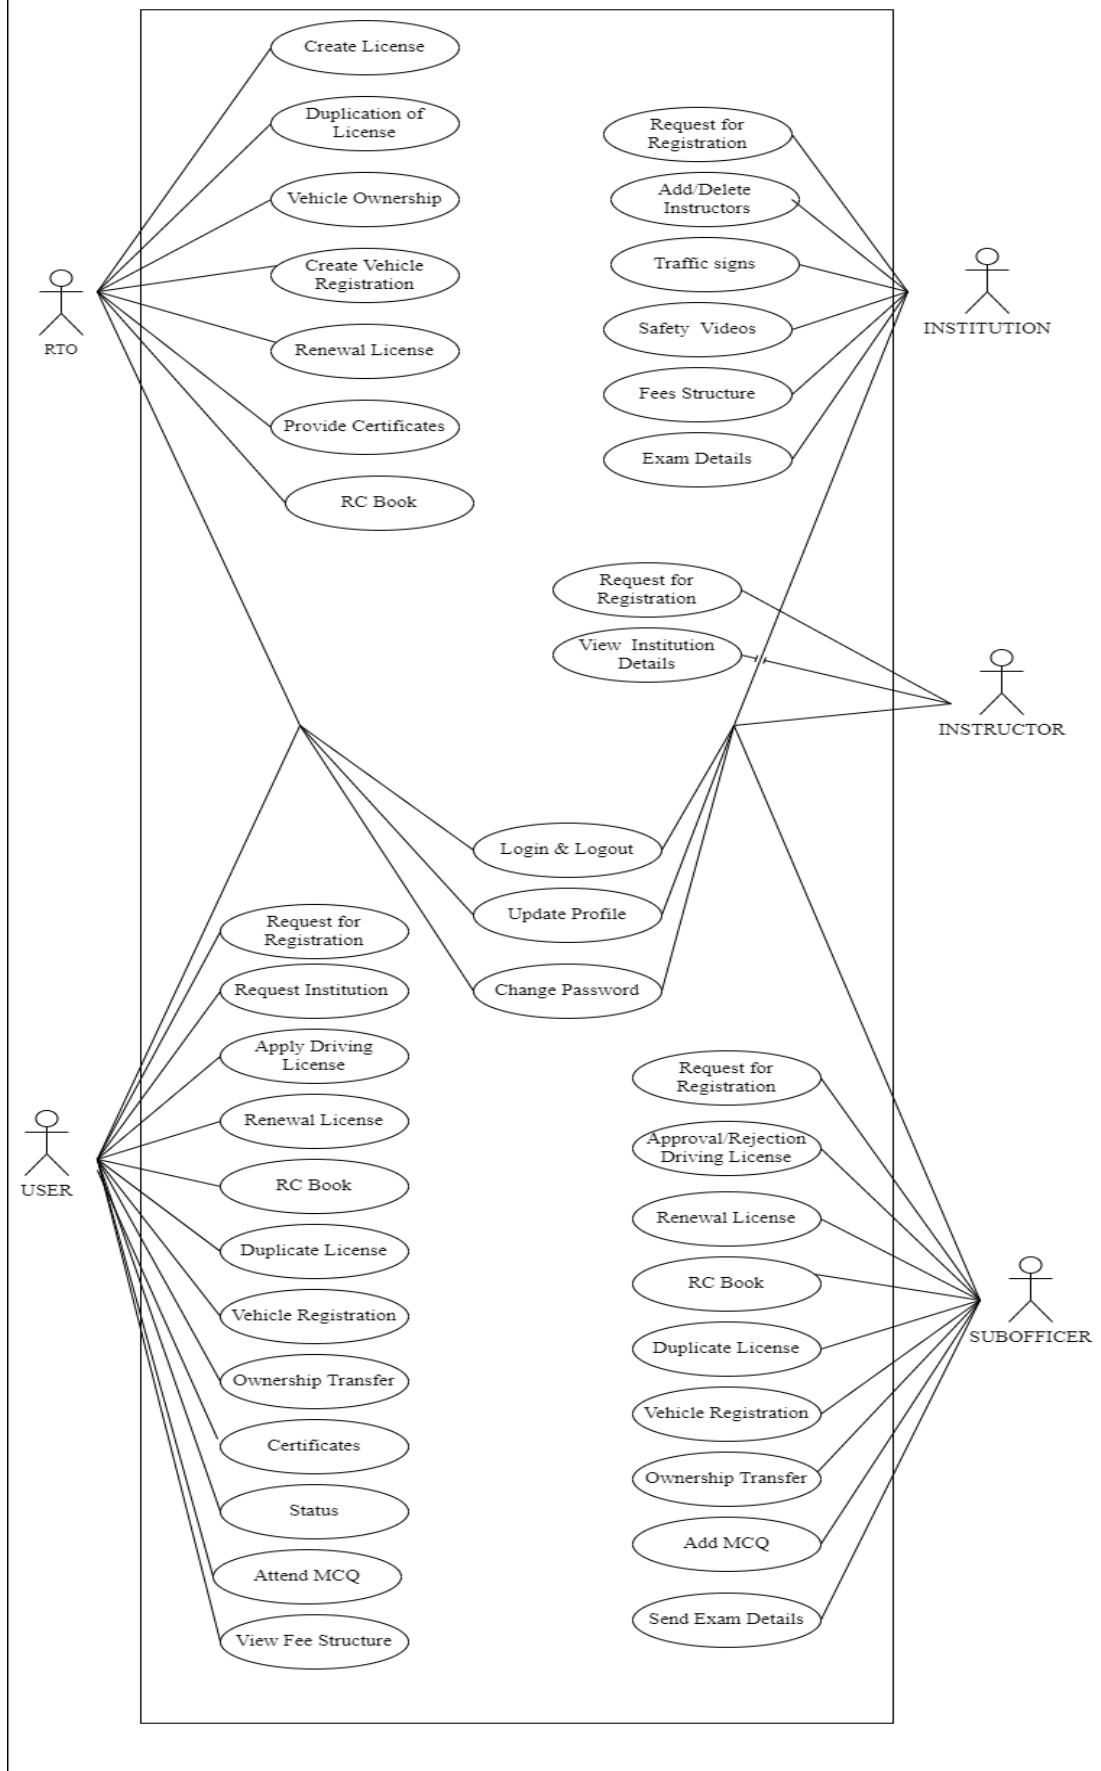 Create License
Duplication of
License
Vehicle Ownership
Create Vehicle
Registration
Renewal License
Provide Certificates
RC Book
RTO
Request for
Registration
Add/Delete
Instructors
Traffic signs
Safety Videos
Fees Structure
Exam Details
INSTITUTION
Request for
Registration
View Institution
Details
INSTRUCTOR
Login & Logout
Update Profile
Change Password
Request for
Registration
Request Institution
Apply Driving
License
Renewal License
RC Book
Duplicate License
Vehicle Registration
Ownership Transfer
Certificates
Status
Attend MCQ
View Fee Structure
USER
Request for
Registration
Approval/Rejection
Driving License
Renewal License
RC Book
Duplicate License
Vehicle Registration
Ownership Transfer
Add MCQ
Send Exam Details
SUBOFFICER